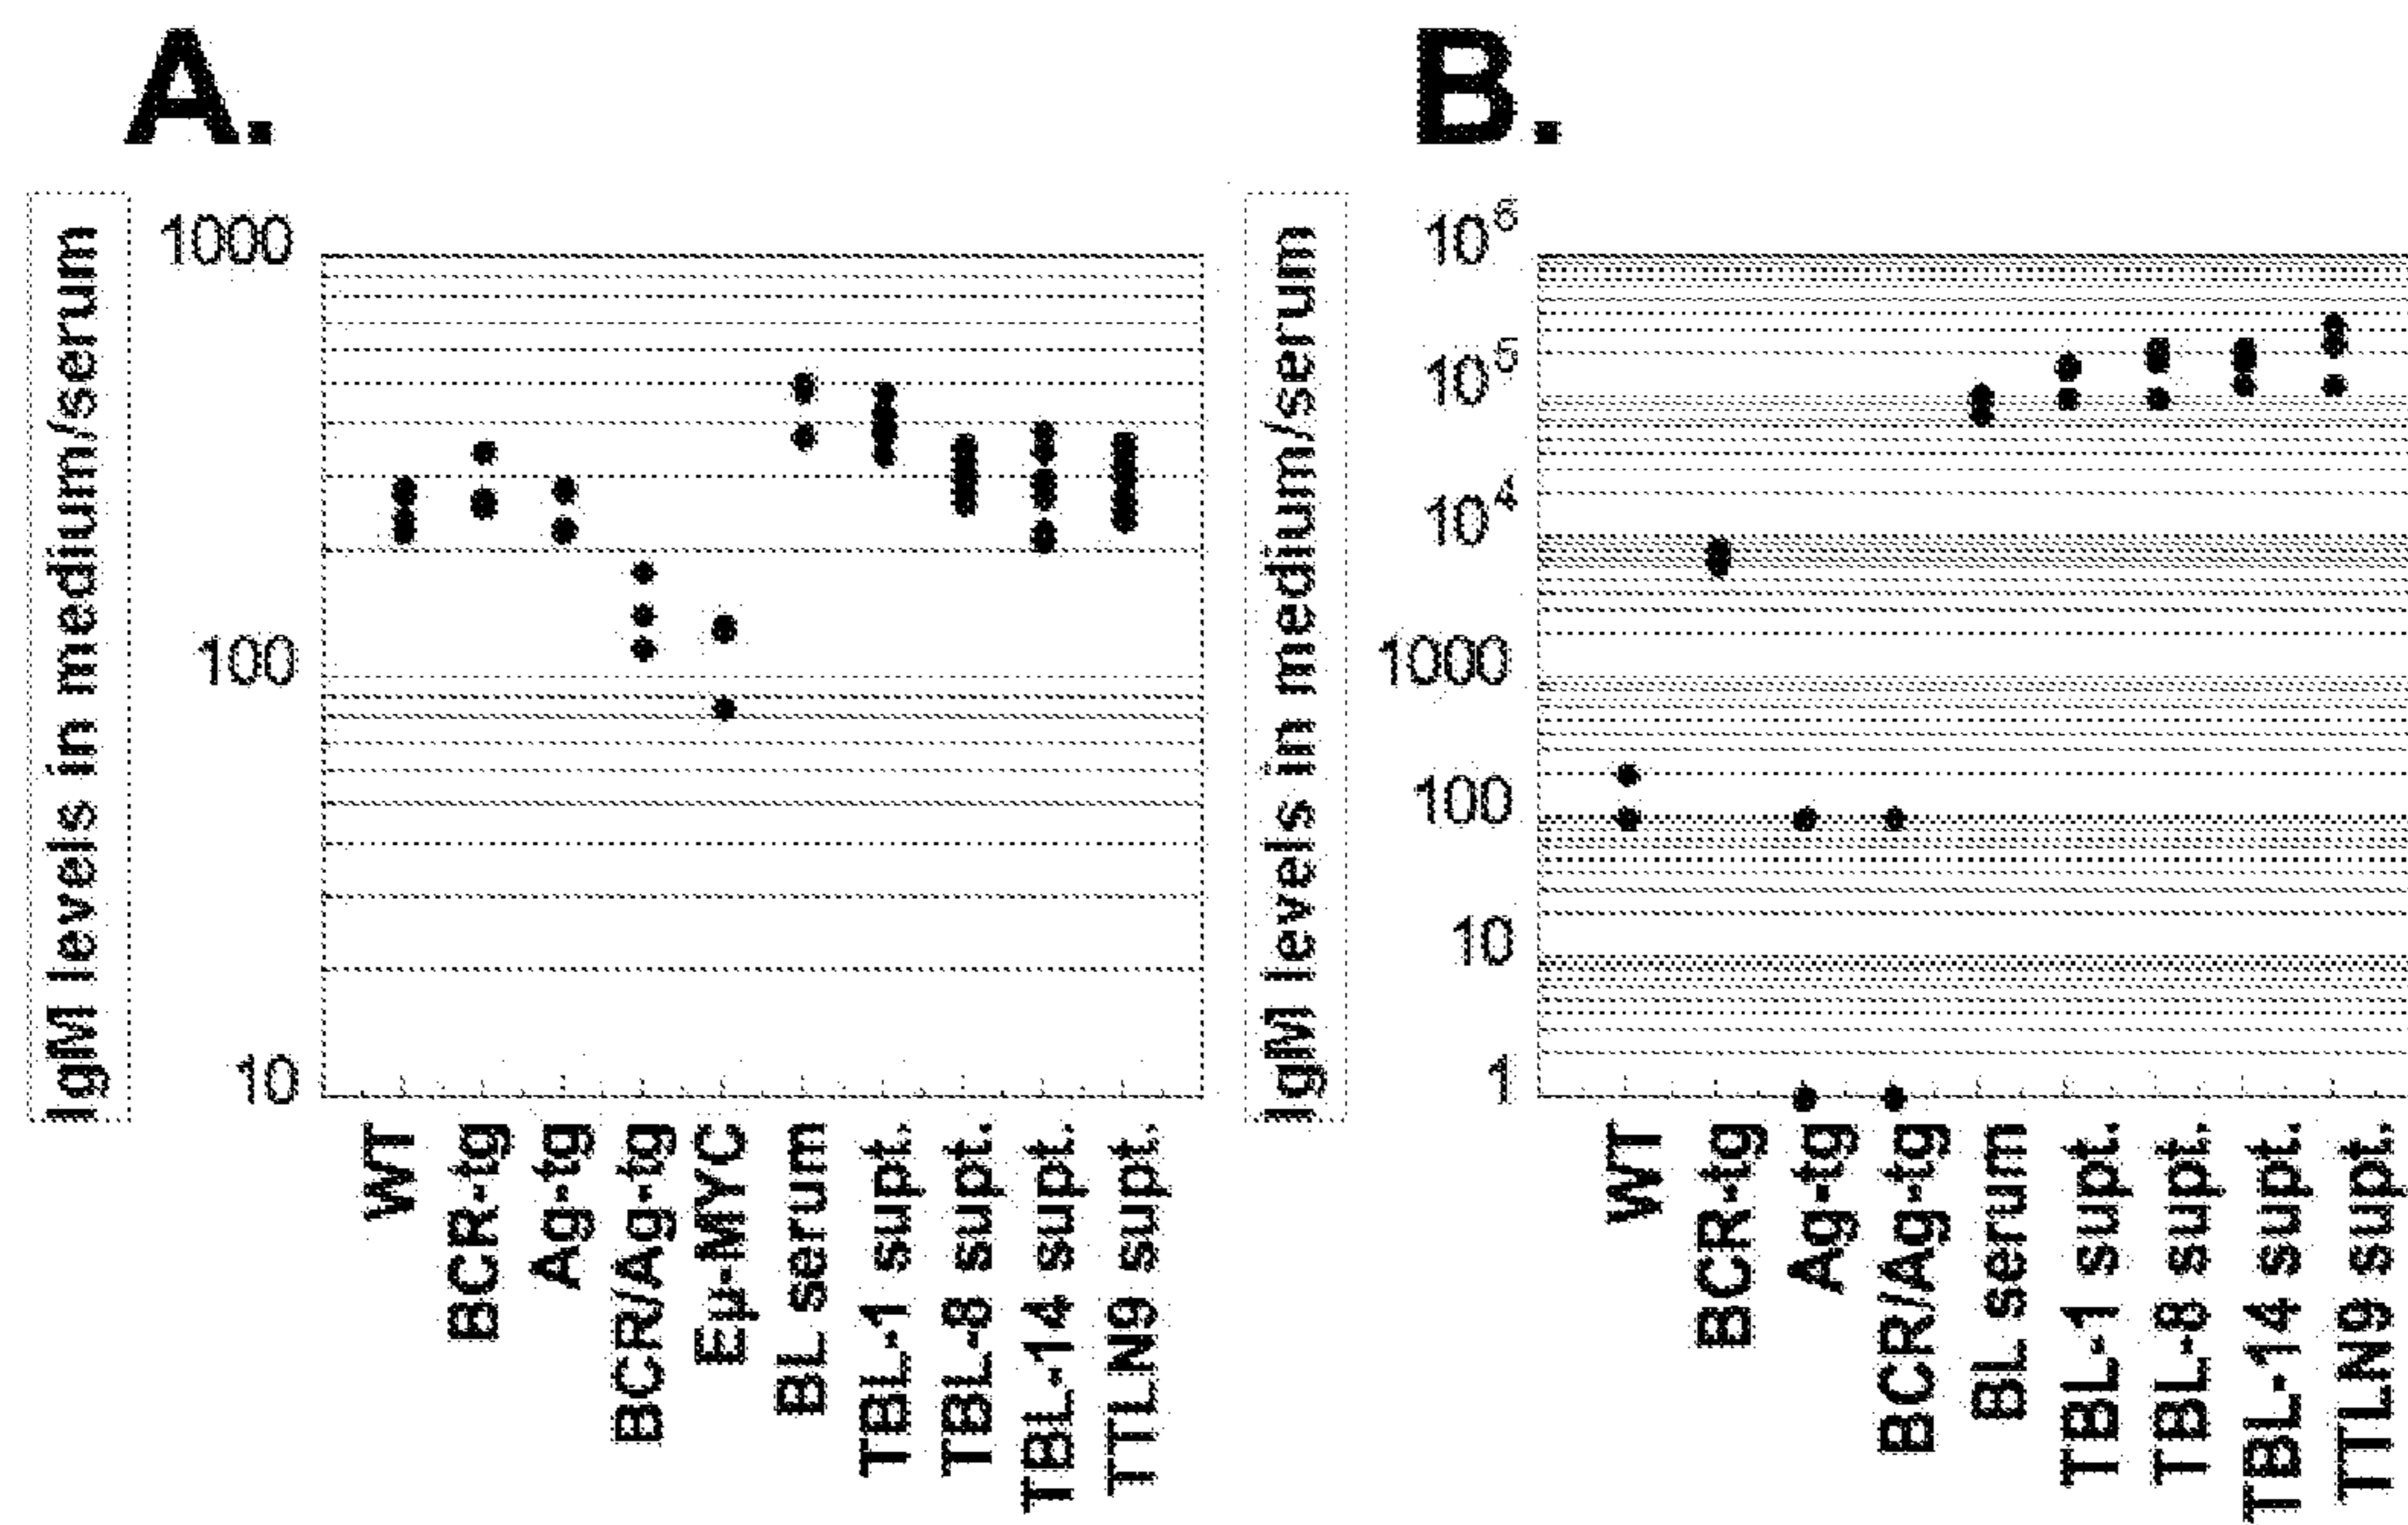 A.
IgM levels in medium/serum
1000
100
10
WT
BCR-tg
Ag-tg
BCR/Ag-tg
Eµ-MYC
BL serum
TBL-1 supt.
TBL-8 supt.
TBL-14 supt.
TTLN9 supt.
B.
IgM levels in medium/serum
10⁶
10⁵
10⁴
1000
100
10
1
WT
BCR-tg
Ag-tg
BCR/Ag-tg
BL serum
TBL-1 supt.
TBL-8 supt.
TBL-14 supt.
TTLN9 supt.